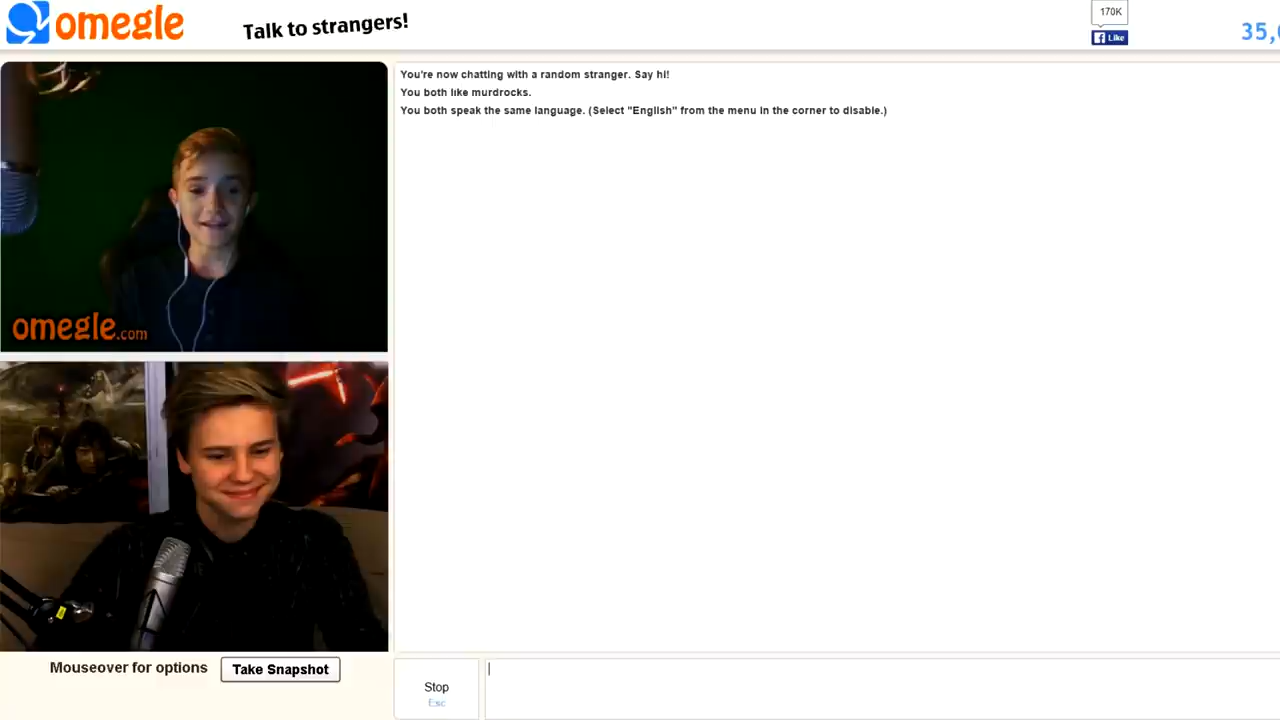 omegle
Talk to strangers!
170K
Like
35,
You're now chatting with a random stranger. Say hi!
You both like murdrocks.
You both speak the same language. (Select "English" from the menu in the corner to disable.)
omegle.com
Mouseover for options
Take Snapshot
Stop
Esc